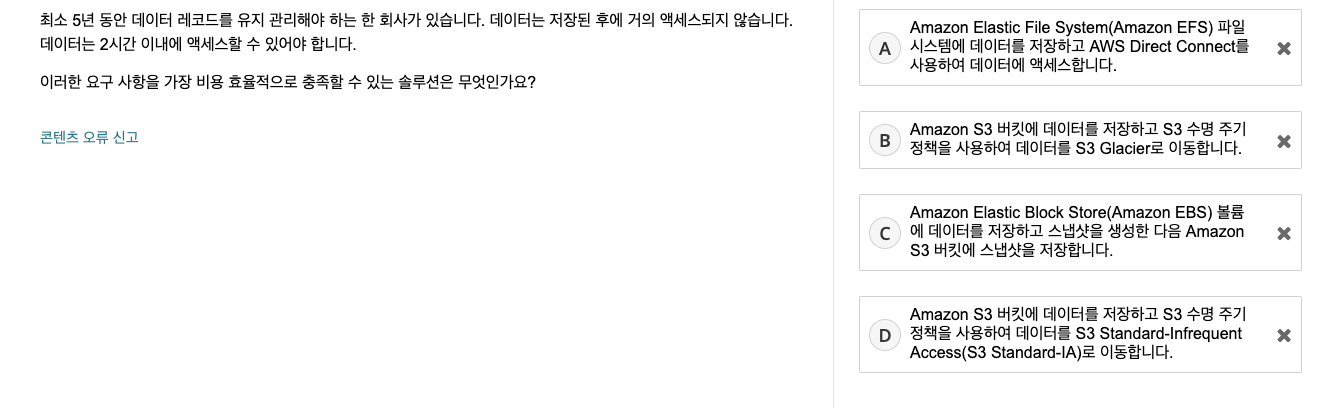 최소 5년 동안 데이터 레코드를 유지 관리해야 하는 한 회사가 있습니다. 데이터는 저장된 후에 거의 액세스되지 않습니다.
데이터는 2시간 이내에 액세스할 수 있어야 합니다.
이러한 요구 사항을 가장 비용 효율적으로 충족할 수 있는 솔루션은 무엇인가요?
콘텐츠 오류 신고
A
Amazon Elastic File System(Amazon EFS) 파일
시스템에 데이터를 저장하고 AWS Direct Connect를
사용하여 데이터에 액세스합니다.
B
Amazon S3 버킷에 데이터를 저장하고 S3 수명 주기
정책을 사용하여 데이터를 S3 Glacier로 이동합니다.
C
Amazon Elastic Block Store(Amazon EBS) 볼륨
에 데이터를 저장하고 스냅샷을 생성한 다음 Amazon
S3 버킷에 스냅샷을 저장합니다.
D
Amazon S3 버킷에 데이터를 저장하고 S3 수명 주기
정책을 사용하여 데이터를 S3 Standard-Infrequent
Access(S3 Standard-IA)로 이동합니다.